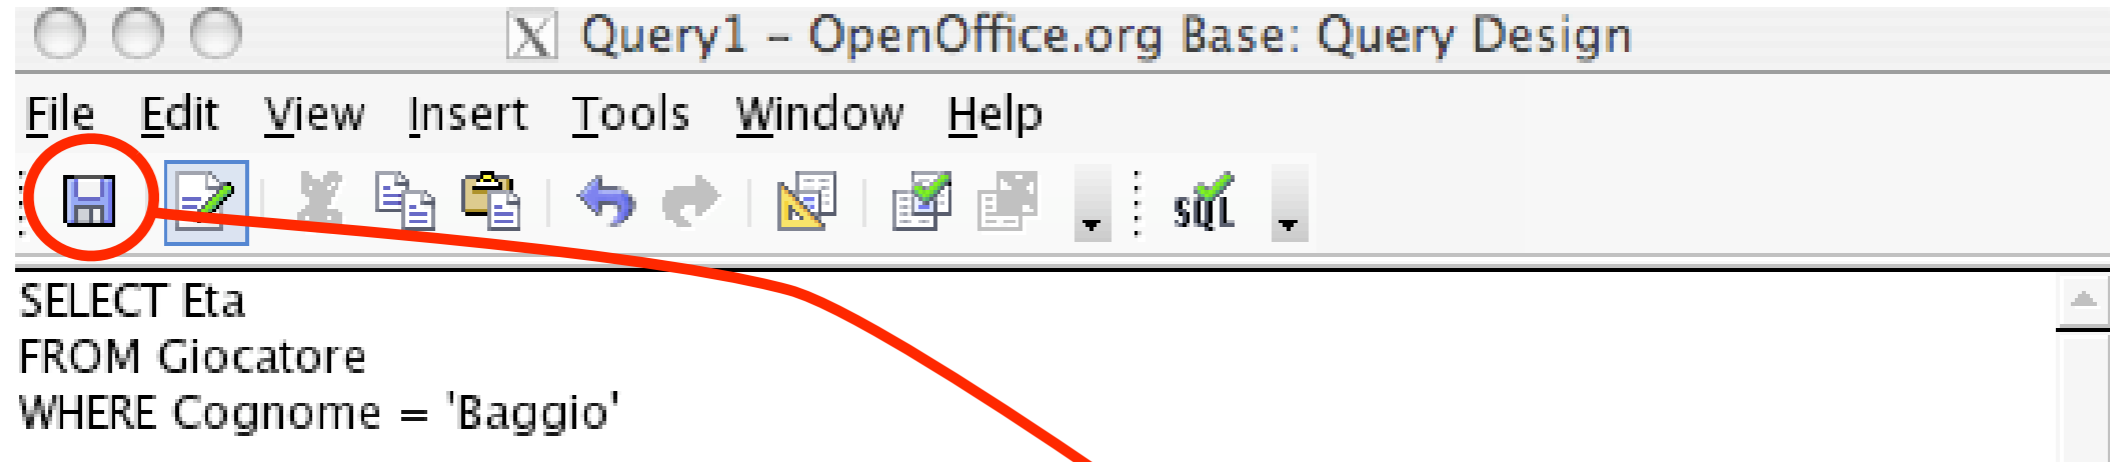 Query1 – OpenOffice.org Base: Query Design
File Edit View Insert Tools Window Help
SQL
SELECT Eta
FROM Giocatore
WHERE Cognome = 'Baggio'